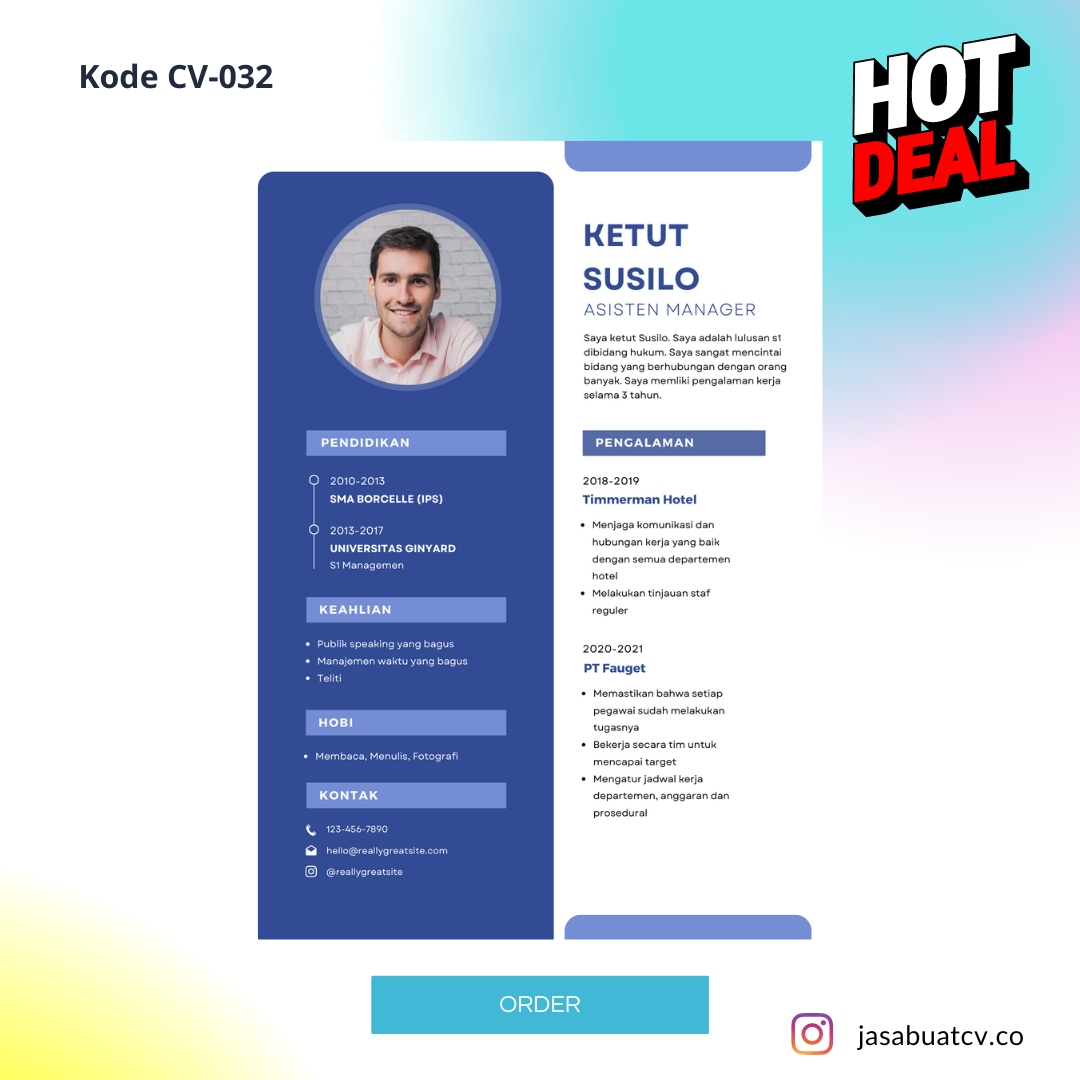 Kode CV-032
HOT
DEAL
PENDIDIKAN
2010-2013
SMA BORCELLE (IPS)
2013-2017
UNIVERSITAS GINYARD
S1 Managemen
KEAHLIAN
Publik speaking yang bagus
Manajemen waktu yang bagus
Teliti
HOBI
Membaca, Menulis, Fotografi
KONTAK
123-456-7890
hello@reallygreatsite.com
@reallygreatsite
KETUT
SUSILO
ASISTEN MANAGER
Saya ketut Susilo. Saya adalah lulusan s1
dibidang hukum. Saya sangat mencintai
bidang yang berhubungan dengan orang
banyak. Saya memliki pengalaman kerja
selama 3 tahun.
PENGALAMAN
2018-2019
Timmerman Hotel
Menjaga komunikasi dan
hubungan kerja yang baik
dengan semua departemen
hotel
Melakukan tinjauan staf
reguler
2020-2021
PT Fauget
Memastikan bahwa setiap
pegawai sudah melakukan
tugasnya
Bekerja secara tim untuk
mencapai target
Mengatur jadwal kerja
departemen, anggaran dan
prosedural
ORDER
jasabuatcv.co